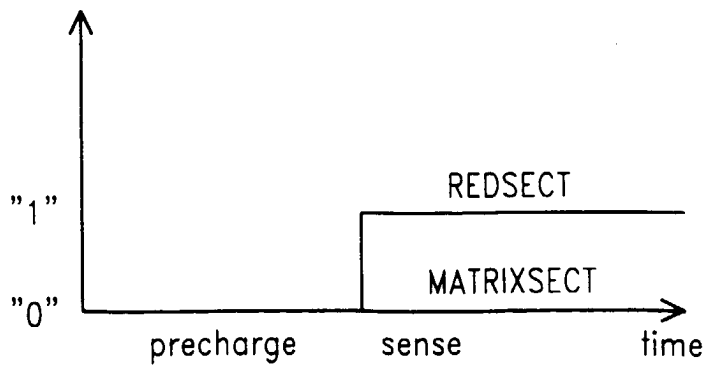 REDSECT
"1"
MATRIXSECT
"0"
precharge sense time